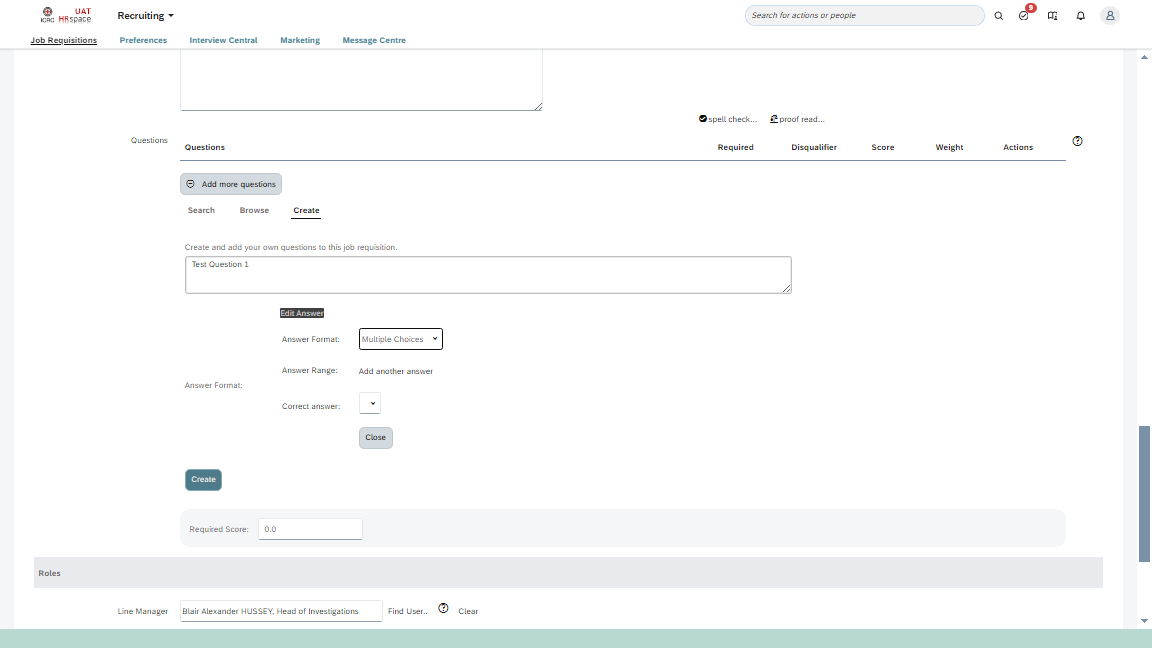 ICRC
UAT
HRspace
Recruiting
Search for actions or people
9
Job Requisitions
Preferences
Interview Central
Marketing
Message Centre
spell check...
proof read...
Questions
Questions
Required
Disqualifier
Score
Weight
Actions
Add more questions
Search
Browse
Create
Create and add your own questions to this job requisition.
Test Question 1
Edit Answer
Answer Format:
Multiple Choices
Answer Range:
Add another answer
Answer Format:
Correct answer:
Close
Create
Required Score:
0.0
Roles
Line Manager
Blair Alexander HUSSEY, Head of Investigations
Find User..
Clear